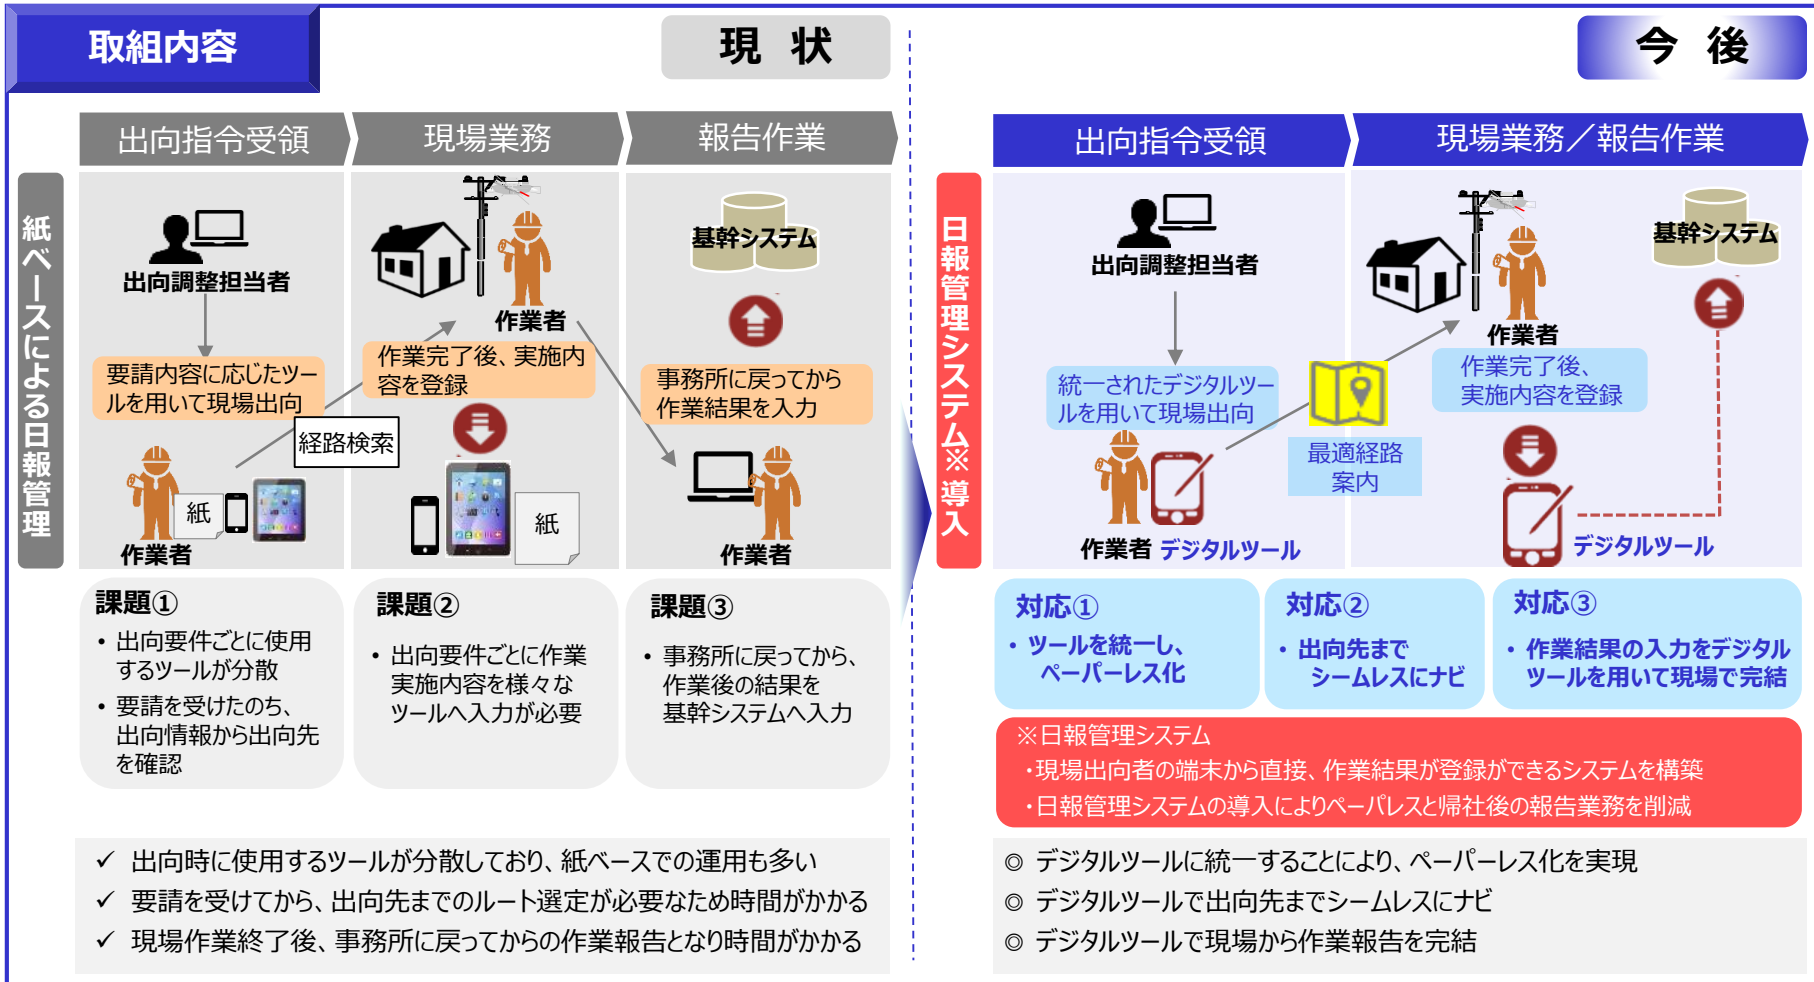 取組内容
現 状
出向指令受領
現場業務
報告作業
紙ベースによる日報管理
出向調整担当者
要請内容に応じたツー
ルを用いて現場出向
経路検索
紙
作業者
作業者
作業完了後、実施内
容を登録
紙
基幹システム
事務所に戻ってから
作業結果を入力
作業者
課題①
• 出向要件ごとに使用
するツールが分散
• 要請を受けたのち、
出向情報から出向先
を確認
課題②
• 出向要件ごとに作業
実施内容を様々な
ツールへ入力が必要
課題③
• 事務所に戻ってから、
作業後の結果を
基幹システムへ入力
✓ 出向時に使用するツールが分散しており、紙ベースでの運用も多い
✓ 要請を受けてから、出向先までのルート選定が必要なため時間がかかる
✓ 現場作業終了後、事務所に戻ってからの作業報告となり時間がかかる
今 後
出向指令受領
現場業務／報告作業
日報管理システム※導入
出向調整担当者
統一されたデジタルツー
ルを用いて現場出向
作業者 デジタルツール
最適経路
案内
作業者
作業完了後、
実施内容を登録
デジタルツール
基幹システム
対応①
• ツールを統一し、
ペーパーレス化
対応②
• 出向先まで
シームレスにナビ
対応③
• 作業結果の入力をデジタル
ツールを用いて現場で完結
※日報管理システム
・現場出向者の端末から直接、作業結果が登録ができるシステムを構築
・日報管理システムの導入によりペーパレスと帰社後の報告業務を削減
◎ デジタルツールに統一することにより、ペーパーレス化を実現
◎ デジタルツールで出向先までシームレスにナビ
◎ デジタルツールで現場から作業報告を完結